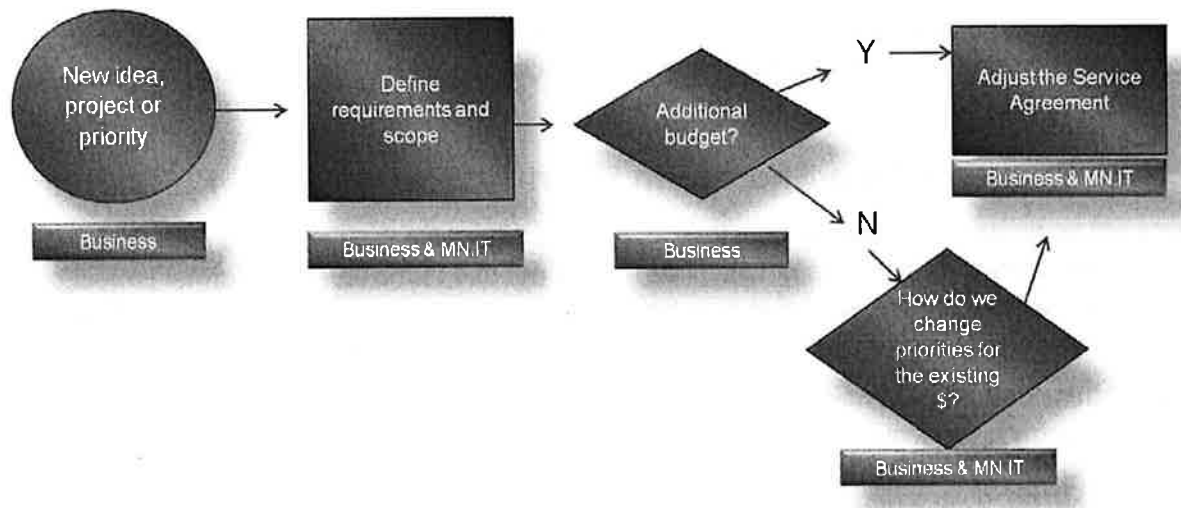 New idea,
project or
priority
Business
Define
requirements and
scope
Business & MN.IT
Additional
budget?
Business
Y
N
Adjust the Service
Agreement
Business & MN.IT
How do we
change
priorities for
the existing
$?
Business & MN.IT